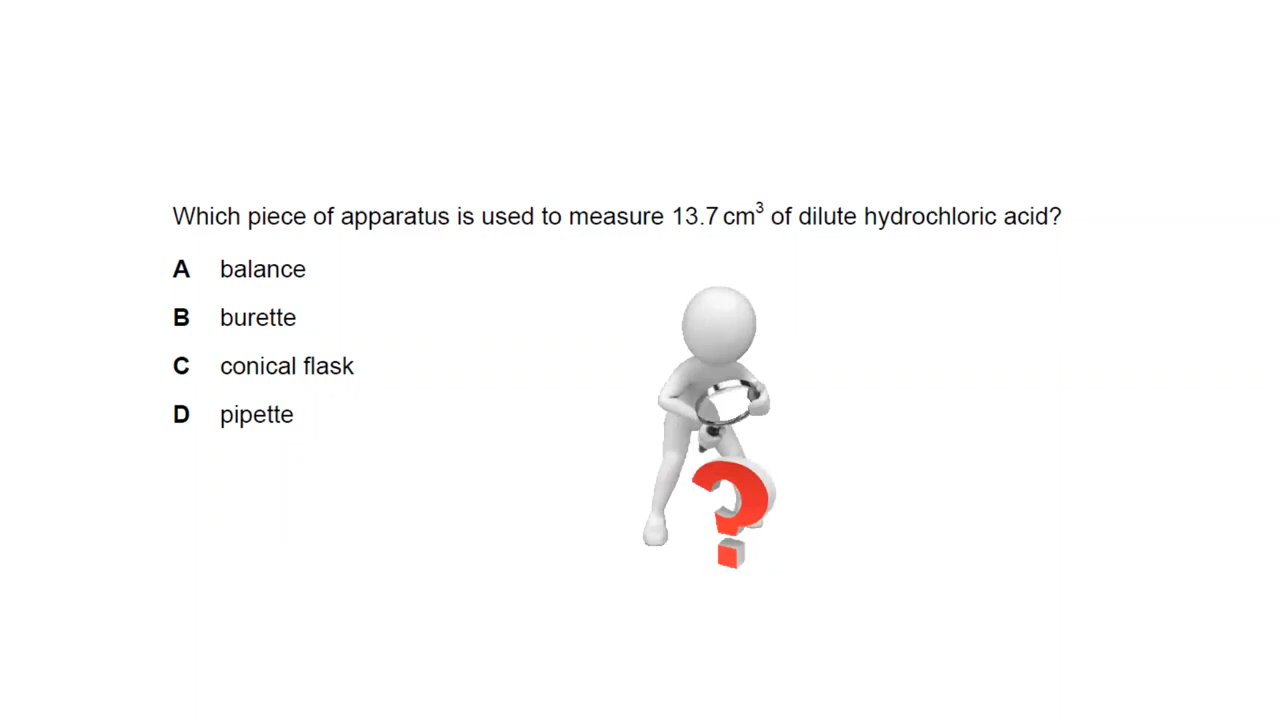 Which piece of apparatus is used to measure 13.7 cm³ of dilute hydrochloric acid?
A balance
B burette
C conical flask
D pipette
?